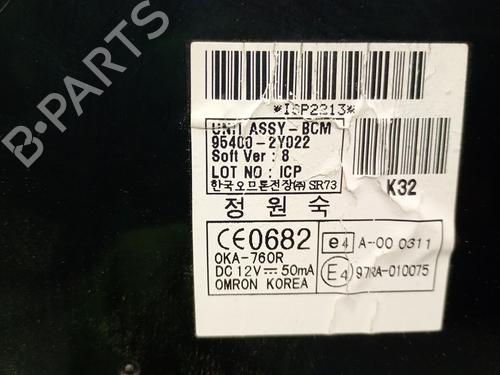 *ICP2213*
UNIT ASSY-BCM
95400-2Y022
Soft Ver : 8
LOT NO : ICP
한국오므론전장㈜ SR73
K32
정 원 숙
CE0682
OKA-760R
DC 12V 50mA
OMRON KOREA
e4 A-00 0311
E4 97RA-010075
B-PARTS